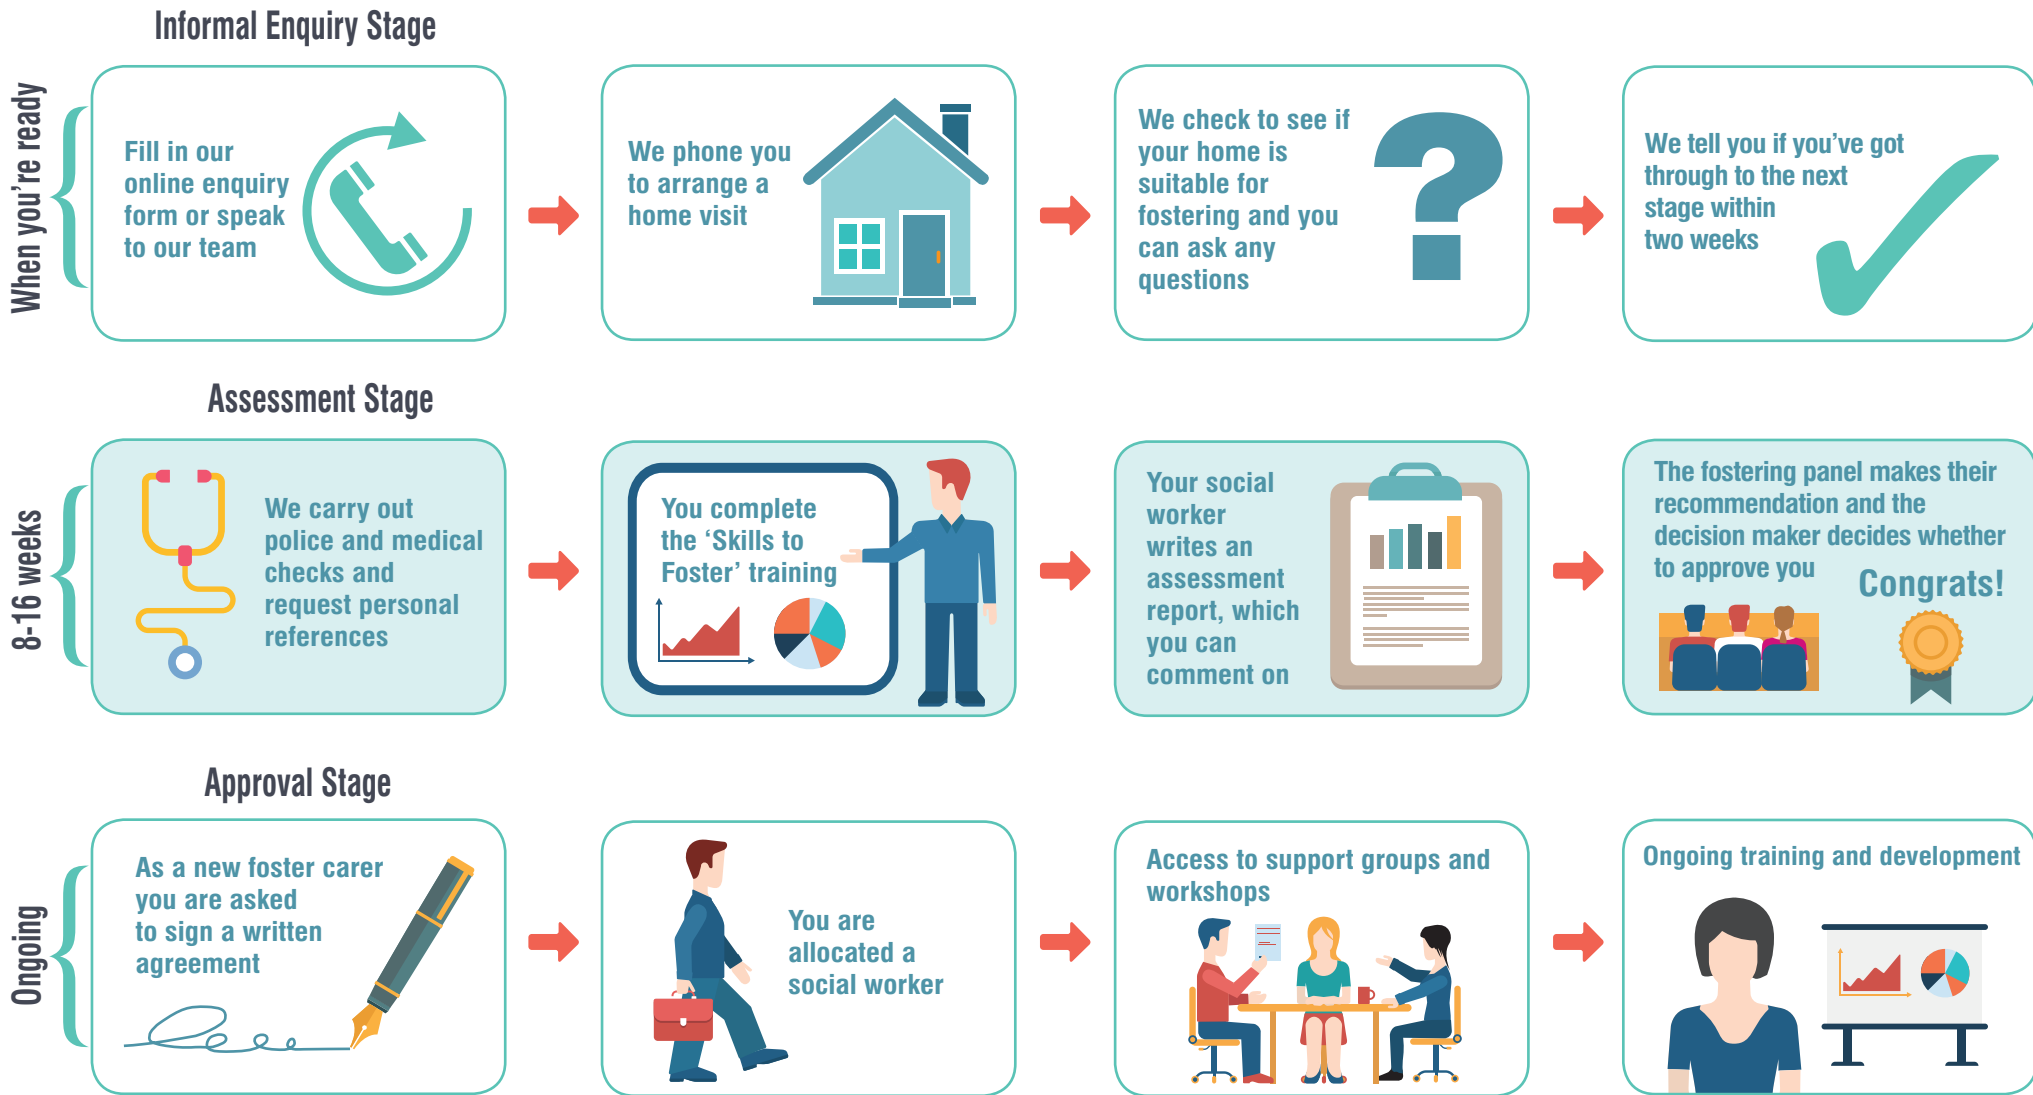 Informal Enquiry Stage
When you're ready
Fill in our
online enquiry
form or speak
to our team
We phone you
to arrange a
home visit
We check to see if
your home is
suitable for
fostering and you
can ask any
questions
?
We tell you if you've got
through to the next
stage within
two weeks
Assessment Stage
8-16 weeks
We carry out
police and medical
checks and
request personal
references
You complete
the ‘Skills to
Foster’ training
Your social
worker
writes an
assessment
report, which
you can
comment on
The fostering panel makes their
recommendation and the
decision maker decides whether
to approve you
Congrats!
Approval Stage
Ongoing
As a new foster carer
you are asked
to sign a written
agreement
You are
allocated a
social worker
Access to support groups and
workshops
Ongoing training and development